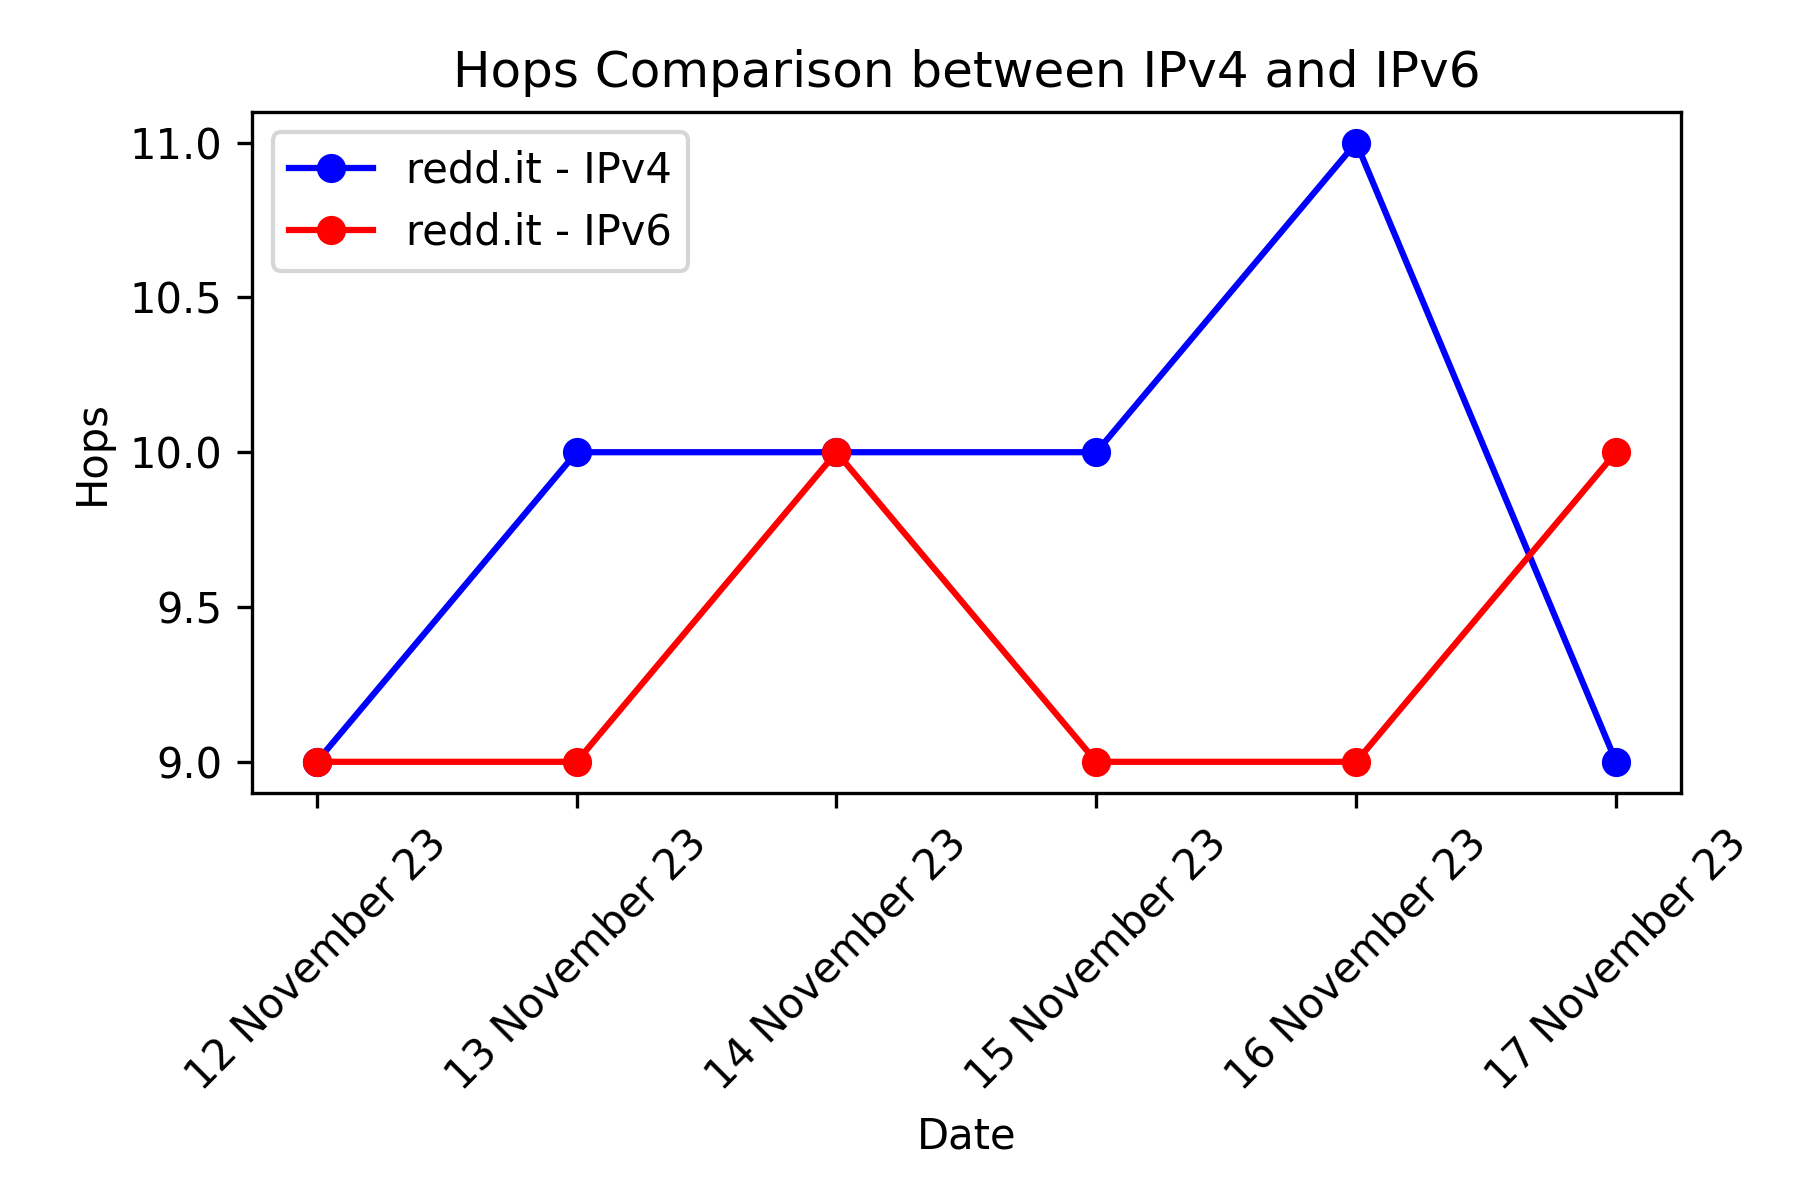 Hops Comparison between IPv4 and IPv6
11.0
10.5
10.0
9.5
9.0
Hops
redd.it - IPv4
redd.it - IPv6
12 November 23
13 November 23
14 November 23
15 November 23
16 November 23
17 November 23
Date